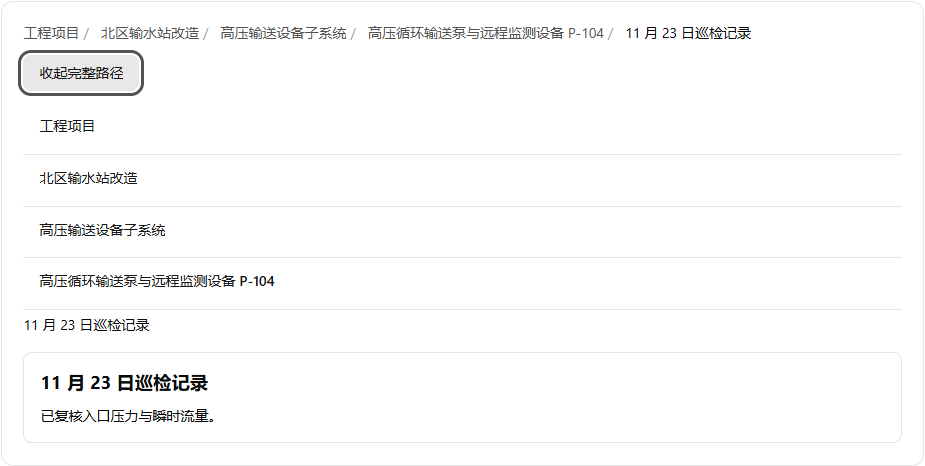 工程项目 / 北区输水站改造 / 高压输送设备子系统 / 高压循环输送泵与远程监测设备 P-104 / 11 月 23 日巡检记录
收起完整路径
工程项目
北区输水站改造
高压输送设备子系统
高压循环输送泵与远程监测设备 P-104
11 月 23 日巡检记录
11 月 23 日巡检记录
已复核入口压力与瞬时流量。